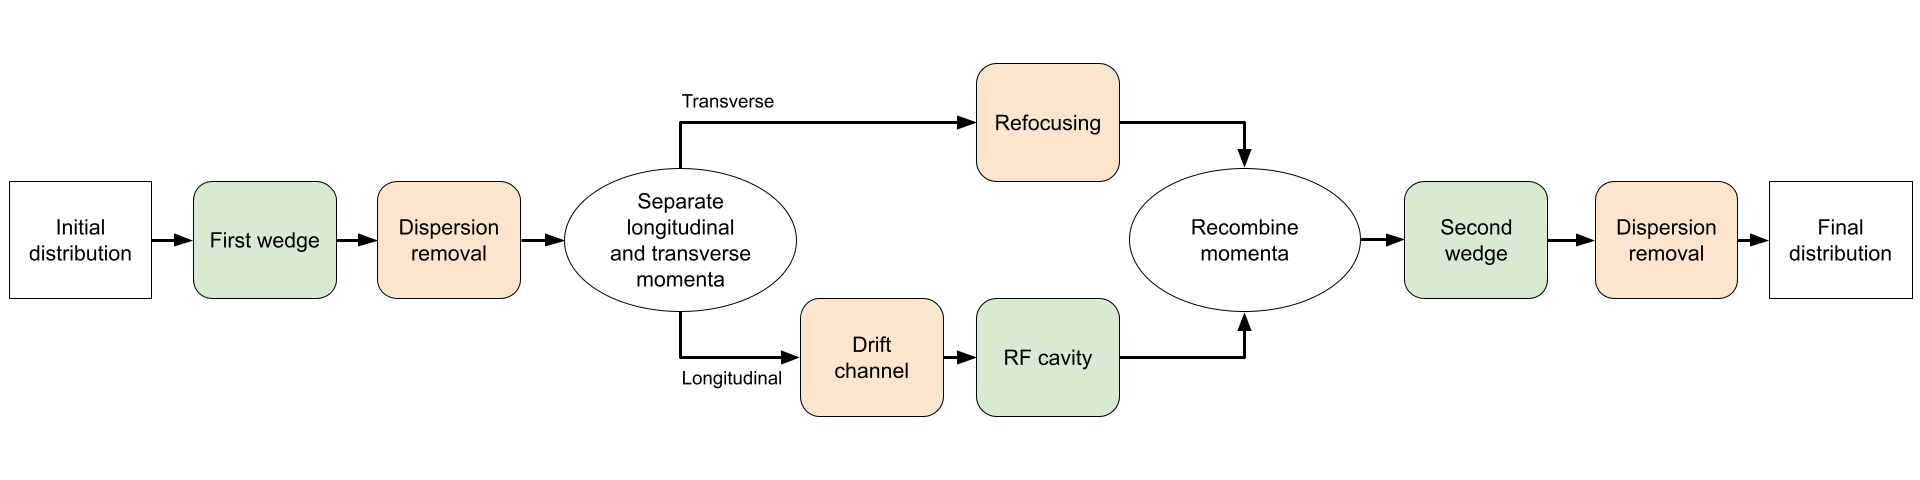 Initial
distribution
First wedge
Dispersion
removal
Separate
longitudinal
and transverse
momenta
Transverse
Refocusing
Longitudinal
Drift
channel
RF cavity
Recombine
momenta
Second
wedge
Dispersion
removal
Final
distribution